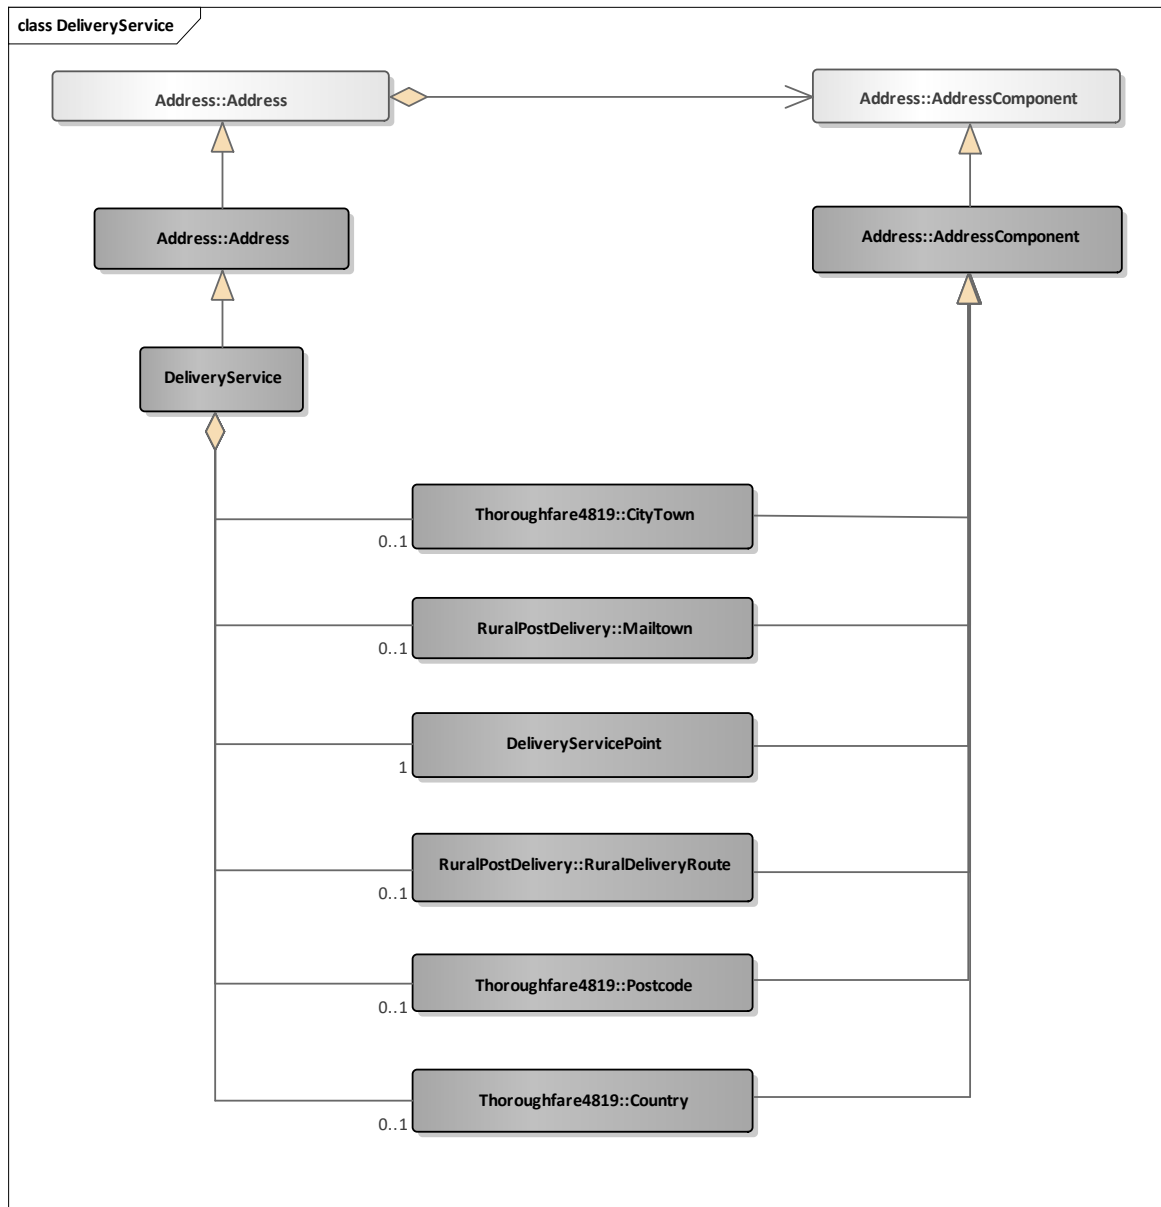 class DeliveryService
Address::Address
Address::AddressComponent
Address::Address
Address::AddressComponent
DeliveryService
Thoroughfare4819::CityTown
0..1
RuralPostDelivery::Mailtown
0..1
DeliveryServicePoint
1
RuralPostDelivery::RuralDeliveryRoute
0..1
Thoroughfare4819::Postcode
0..1
Thoroughfare4819::Country
0..1